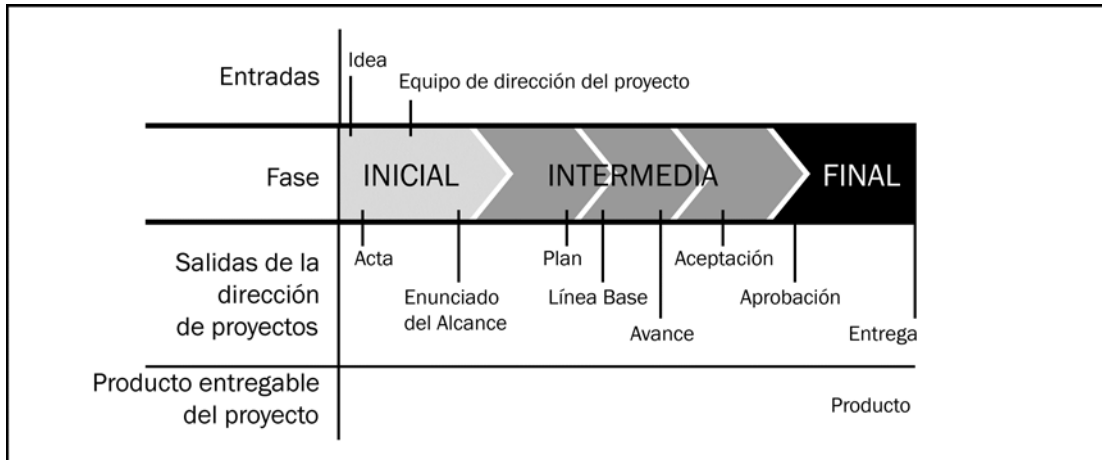 Entradas
Idea
Equipo de dirección del proyecto
Fase
INICIAL
INTERMEDIA
FINAL
Salidas de la
dirección
de proyectos
Acta
Enunciado
del Alcance
Plan
Línea Base
Avance
Aceptación
Aprobación
Entrega
Producto entregable
del proyecto
Producto